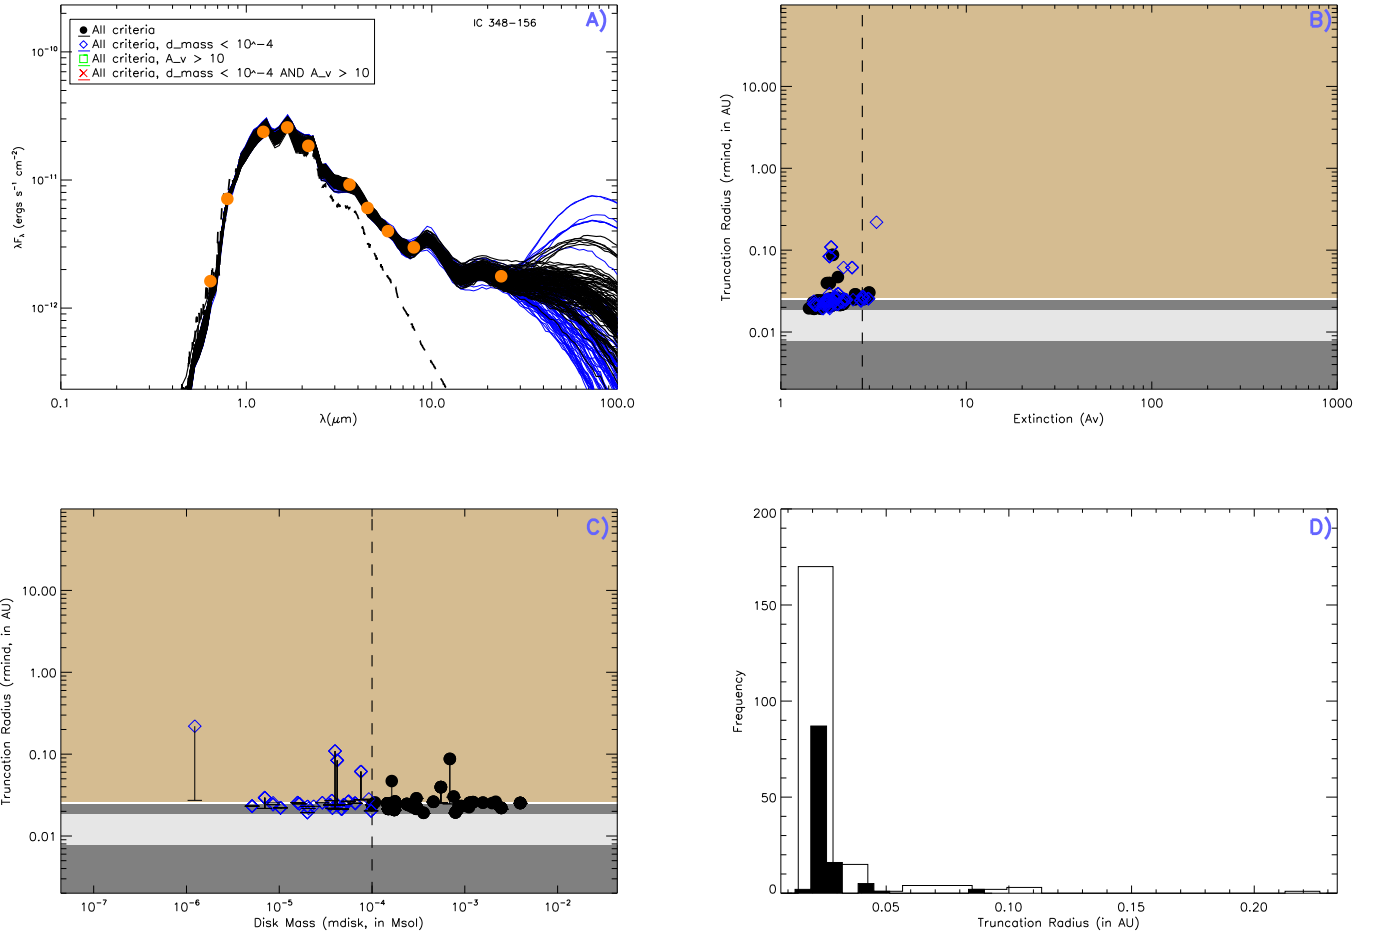 IC 348-156
A)
All criteria
All criteria, d_mass < 10^-4
All criteria, A_v > 10
All criteria, d_mass < 10^-4 AND A_v > 10
10⁻¹⁰
10⁻¹¹
10⁻¹²
λFλ (ergs s⁻¹ cm⁻²)
0.1 1.0 10.0 100.0
λ(μm)
B)
10.00
1.00
0.10
0.01
Truncation Radius (rmind, in AU)
1 10 100 1000
Extinction (Av)
C)
10.00
1.00
0.10
0.01
Truncation Radius (rmind, in AU)
10⁻⁷ 10⁻⁶ 10⁻⁵ 10⁻⁴ 10⁻³ 10⁻²
Disk Mass (mdisk, in Msol)
D)
200
150
100
50
0
Frequency
0.05 0.10 0.15 0.20
Truncation Radius (in AU)